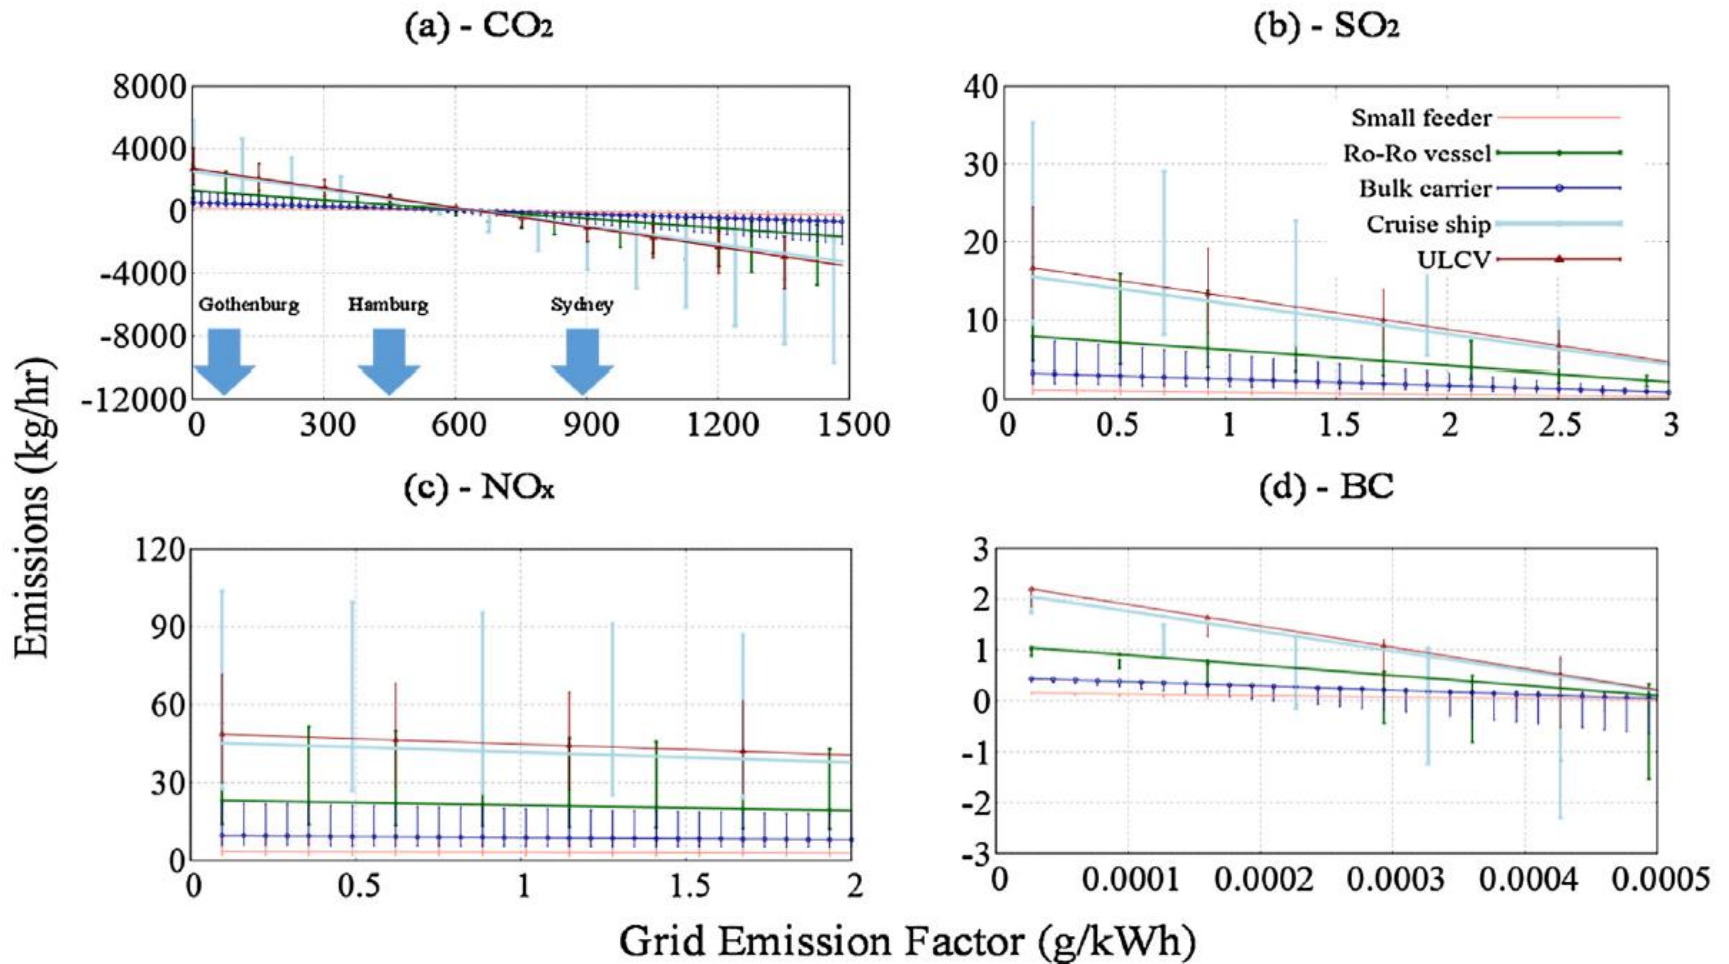 (a) - CO₂
8000
4000
0
-4000
-8000
-12000
Gothenburg Hamburg Sydney
0 300 600 900 1200 1500
(b) - SO₂
40
30
20
10
0
Small feeder
Ro-Ro vessel
Bulk carrier
Cruise ship
ULCV
0 0.5 1 1.5 2 2.5 3
Emissions (kg/hr)
(c) - NOₓ
120
90
60
30
0
0 0.5 1 1.5 2
(d) - BC
3
2
1
0
-1
-2
-3
0 0.0001 0.0002 0.0003 0.0004 0.0005
Grid Emission Factor (g/kWh)